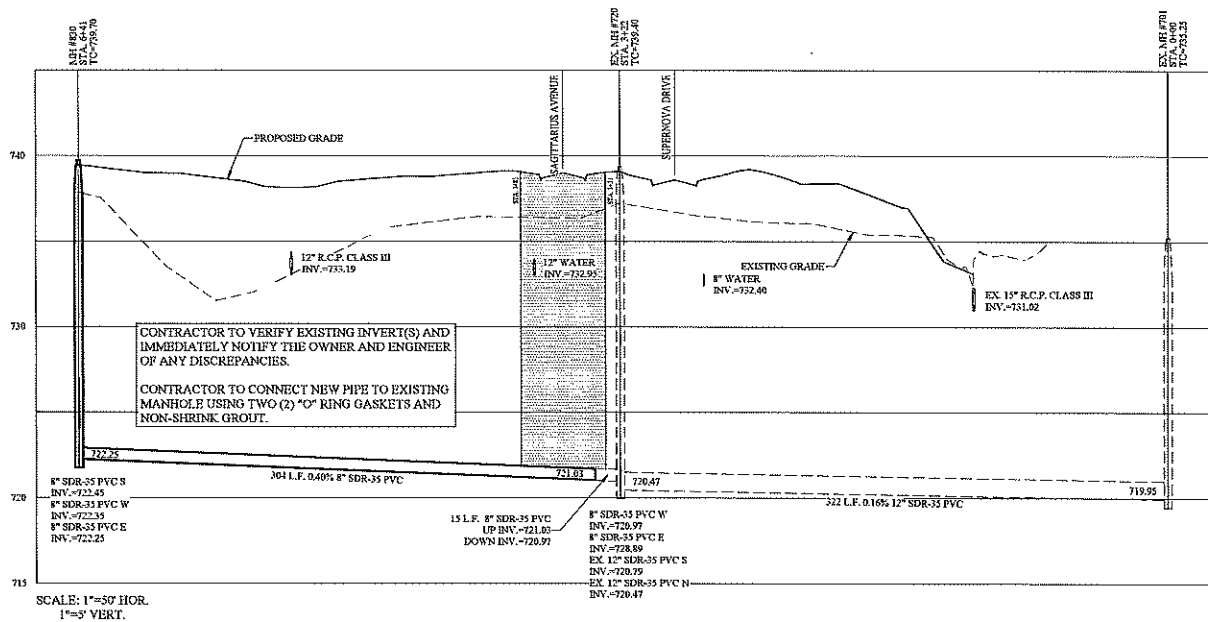 MH #830
STA. 6+41
TC=739.70
EX. MH #720
STA. 3+22
TC=739.40
EX. MH #781
STA. 0+00
TC=735.25
SAGITTARIUS AVENUE
SUPERNOVA DRIVE
PROPOSED GRADE
740
12" R.C.P. CLASS III
INV.=733.19
12" WATER
INV.=732.95
EXISTING GRADE
8" WATER
INV.=732.40
EX. 15" R.C.P. CLASS III
INV.=731.02
730
CONTRACTOR TO VERIFY EXISTING INVERT(S) AND
IMMEDIATELY NOTIFY THE OWNER AND ENGINEER
OF ANY DISCREPANCIES.
CONTRACTOR TO CONNECT NEW PIPE TO EXISTING
MANHOLE USING TWO (2) "O" RING GASKETS AND
NON-SHRINK GROUT.
725
722.25
304 L.F. 0.40% 8" SDR-35 PVC
721.03
720.47
322 L.F. 0.16% 12" SDR-35 PVC
719.95
720
8" SDR-35 PVC S
INV.=722.45
8" SDR-35 PVC W
INV.=722.35
8" SDR-35 PVC E
INV.=722.25
15 L.F. 8" SDR-35 PVC
UP INV.=721.03
DOWN INV.=720.97
8" SDR-35 PVC W
INV.=720.97
8" SDR-35 PVC E
INV.=728.89
EX. 12" SDR-35 PVC S
INV.=720.79
EX. 12" SDR-35 PVC N
INV.=720.47
715
SCALE: 1"=50' HOR.
1"=5' VERT.